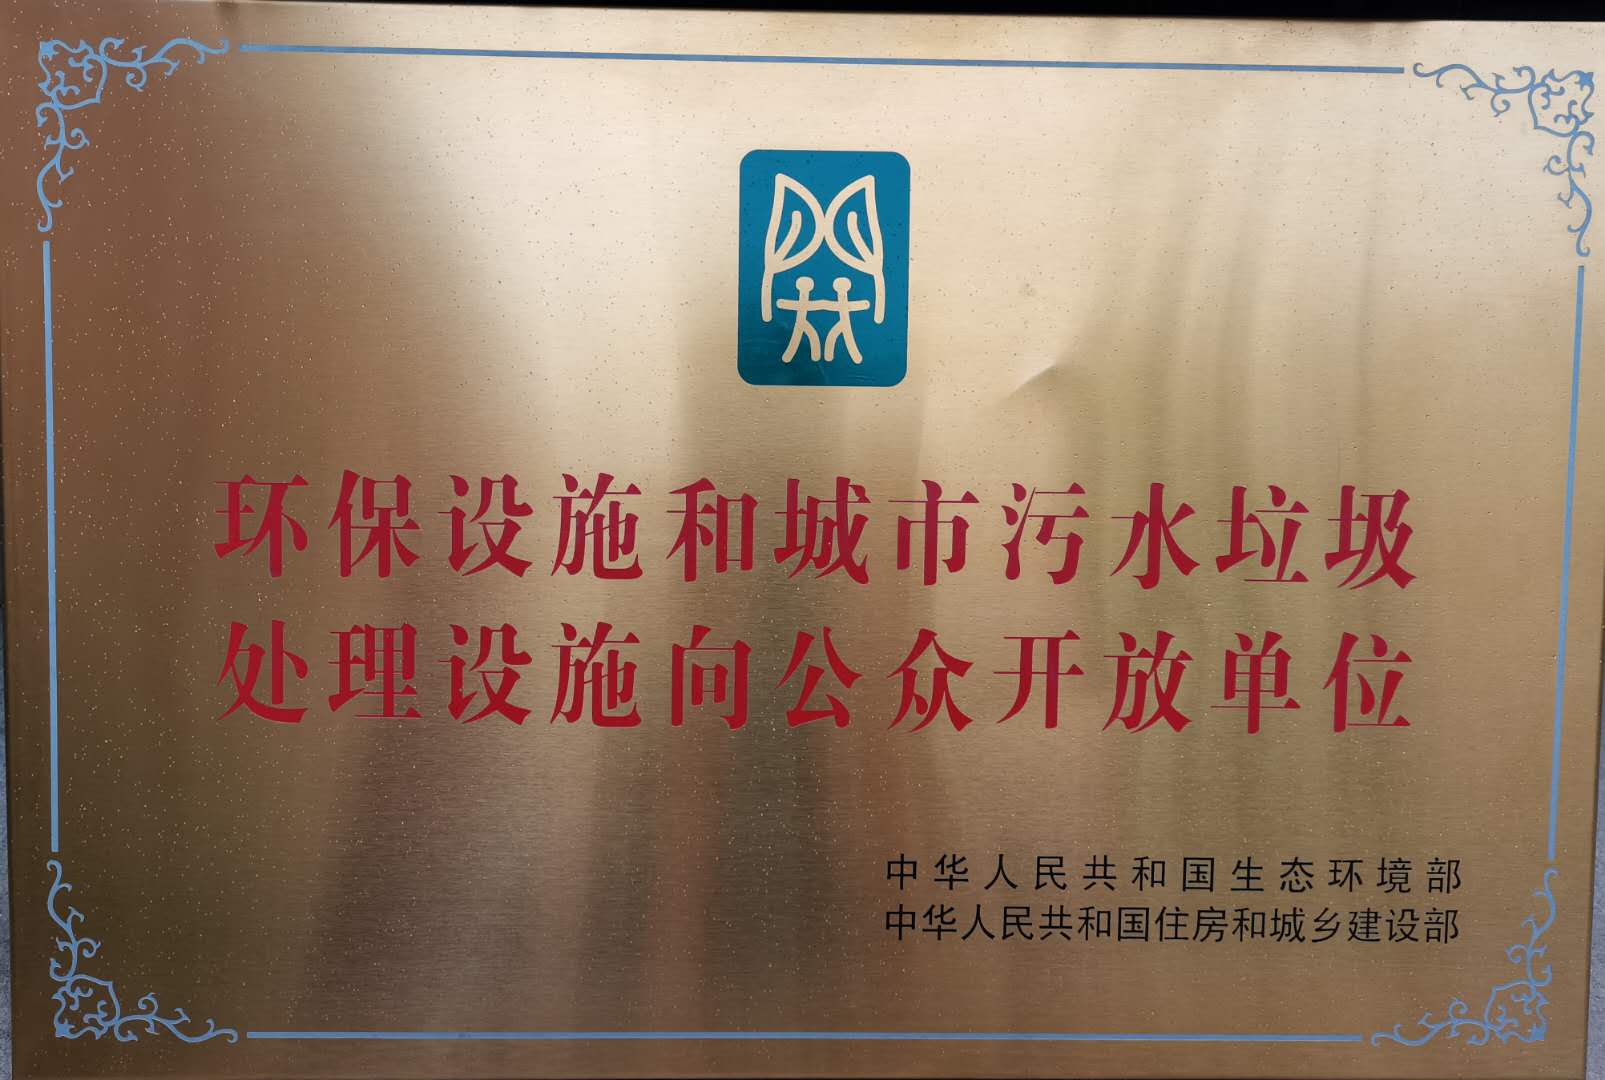 环保设施和城市污水垃圾
处理设施向公众开放单位
中华人民共和国生态环境部
中华人民共和国住房和城乡建设部